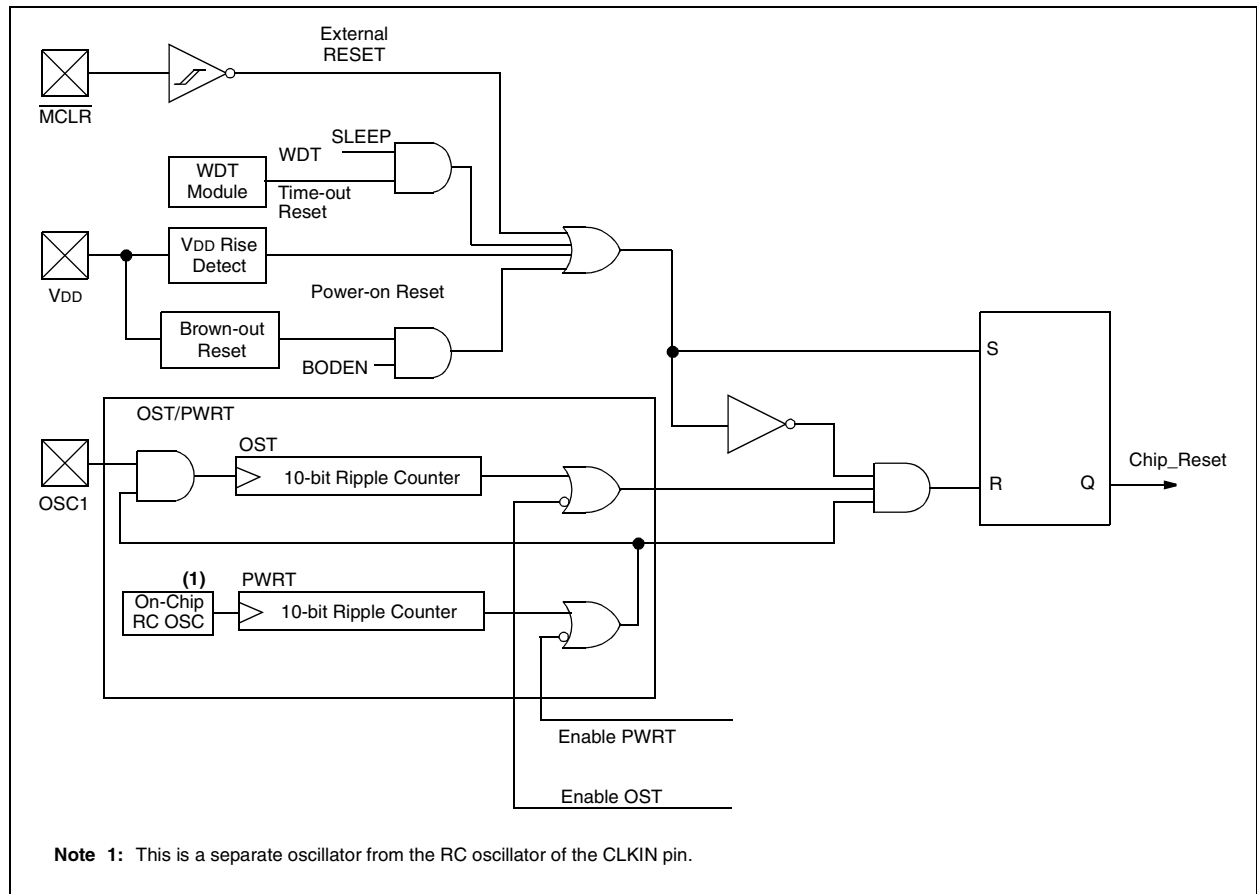 External
RESET
MCLR
SLEEP
WDT
WDT
Module
Time-out
Reset
VDD Rise
Detect
VDD
Power-on Reset
Brown-out
Reset
BODEN
S
OST/PWRT
OST
10-bit Ripple Counter
OSC1
Chip_Reset
R
Q
(1)
PWRT
On-Chip
RC OSC
10-bit Ripple Counter
Enable PWRT
Enable OST
Note 1: This is a separate oscillator from the RC oscillator of the CLKIN pin.